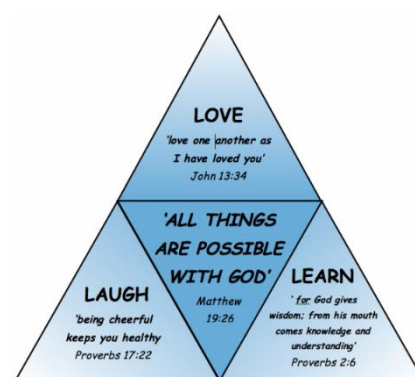 LOVE
'love one another as
I have loved you'
John 13:34
'ALL THINGS
ARE POSSIBLE
WITH GOD'
Matthew
19:26
LAUGH
'being cheerful
keeps you healthy
Proverbs 17:22
LEARN
' for God gives
wisdom; from his mouth
comes knowledge and
understanding'
Proverbs 2:6